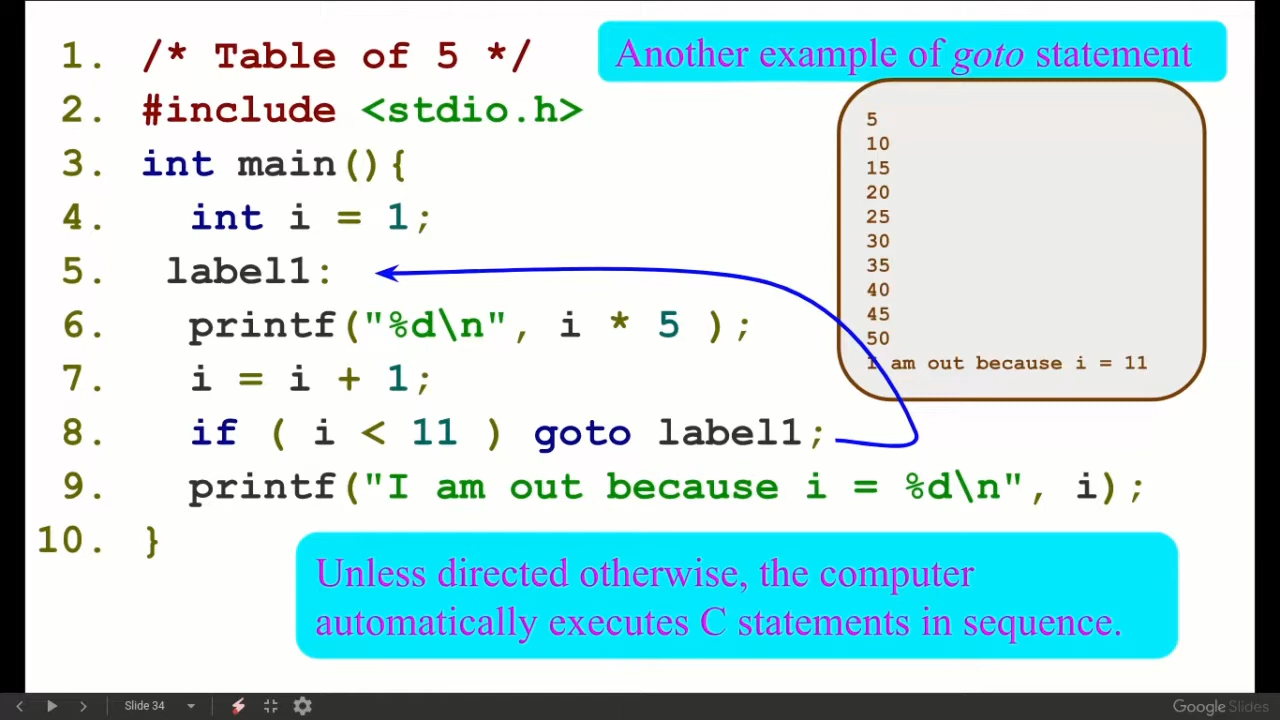 1. /* Table of 5 */
Another example of goto statement
2. #include <stdio.h>
3. int main(){
4. int i = 1;
5. label1:
6. printf("%d\n", i * 5 );
7. i = i + 1;
8. if ( i < 11 ) goto label1;
9. printf("I am out because i = %d\n", i);
10. }
5
10
15
20
25
30
35
40
45
50
I am out because i = 11
Unless directed otherwise, the computer
automatically executes C statements in sequence.
Slide 34
Google Slides